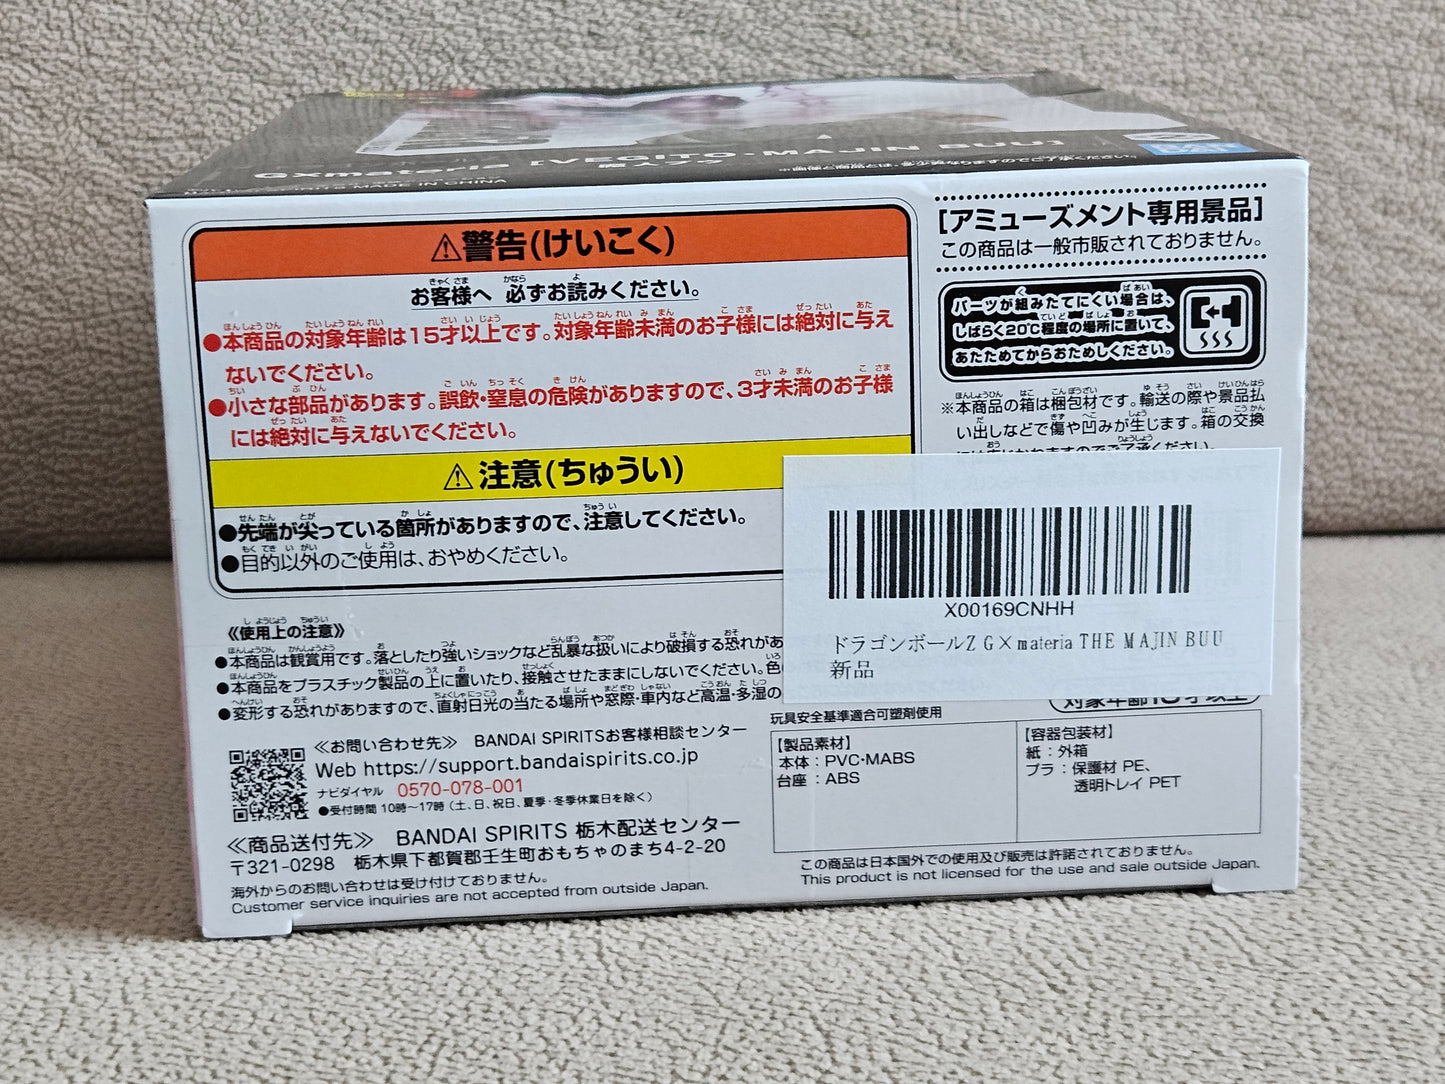 G×materia [VEGITO・MAJIN BUU]
MADE IN CHINA
⚠警告(けいこく)
お客様へ 必ずお読みください。
●本商品の対象年齢は15才以上です。対象年齢未満のお子様には絶対に与え
ないでください。
●小さな部品があります。誤飲・窒息の危険がありますので、3才未満のお子様
には絶対に与えないでください。
⚠注意(ちゅうい)
●先端が尖っている箇所がありますので、注意してください。
●目的以外のご使用は、おやめください。
《使用上の注意》
●本商品は観賞用です。落としたり強いショックなど乱暴な扱いにより破損する恐れがあ
●本商品をプラスチック製品の上に置いたり、接触させたままにしないでください。色
●変形する恐れがありますので、直射日光の当たる場所や窓際・車内など高温・多湿の
≪お問い合わせ先≫ BANDAI SPIRITSお客様相談センター
Web https://support.bandaispirits.co.jp
ナビダイヤル 0570-078-001
●受付時間 10時〜17時(土、日、祝日、夏季・冬季休業日を除く)
≪商品送付先≫ BANDAI SPIRITS 栃木配送センター
〒321-0298 栃木県下都賀郡壬生町おもちゃのまち4-2-20
海外からのお問い合わせは受け付けておりません。
Customer service inquiries are not accepted from outside Japan.
[アミューズメント専用景品]
この商品は一般市販されておりません。
パーツが組みたてにくい場合は、
しばらく20℃程度の場所に置いて、
あたためてからおためしください。
※本商品の箱は梱包材です。輸送の際や景品払
い出しなどで傷や凹みが生じます。箱の交換
X00169CNHH
ドラゴンボールZ G×materia THE MAJIN BUU
新品
対象年齢15才以上
玩具安全基準適合可塑剤使用
【製品素材】
本体：PVC・MABS
台座：ABS
【容器包装材】
紙：外箱
プラ：保護材 PE、
透明トレイ PET
この商品は日本国外での使用及び販売は許諾されておりません。
This product is not licensed for the use and sale outside Japan.